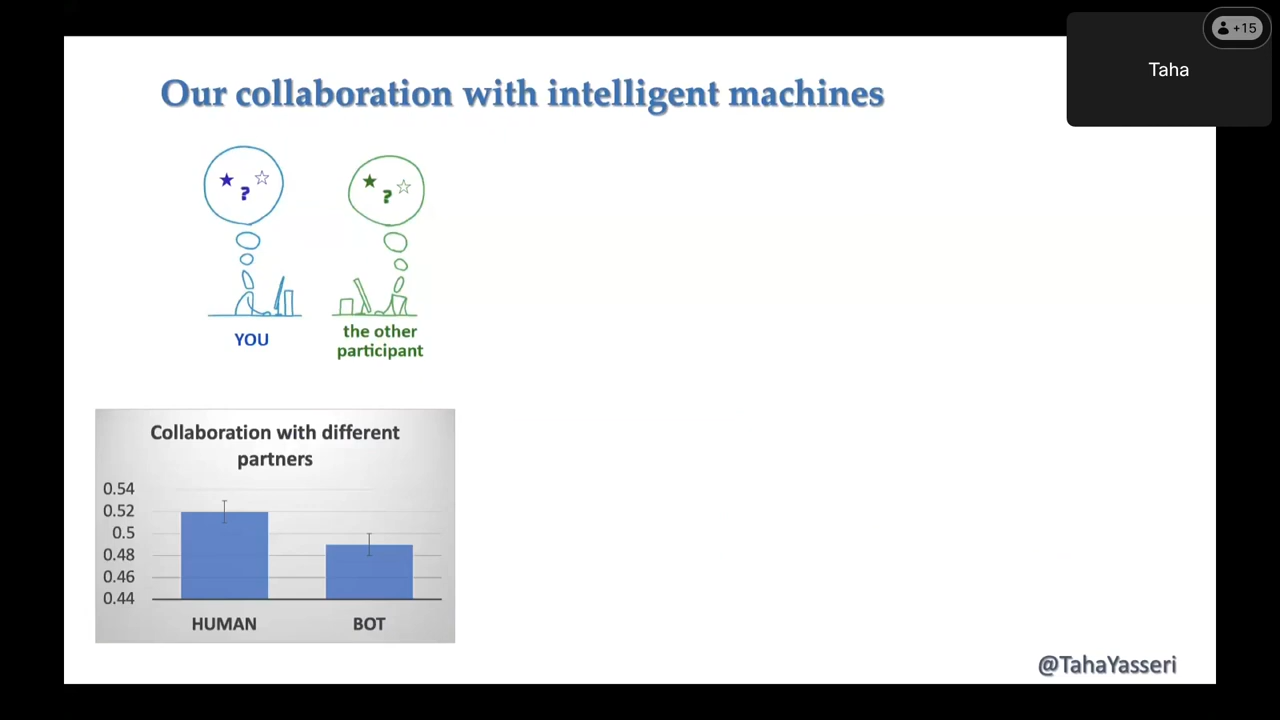 Our collaboration with intelligent machines
Taha
+15
?
?
YOU
the other
participant
Collaboration with different
partners
0.54
0.52
0.5
0.48
0.46
0.44
HUMAN
BOT
@TahaYasseri